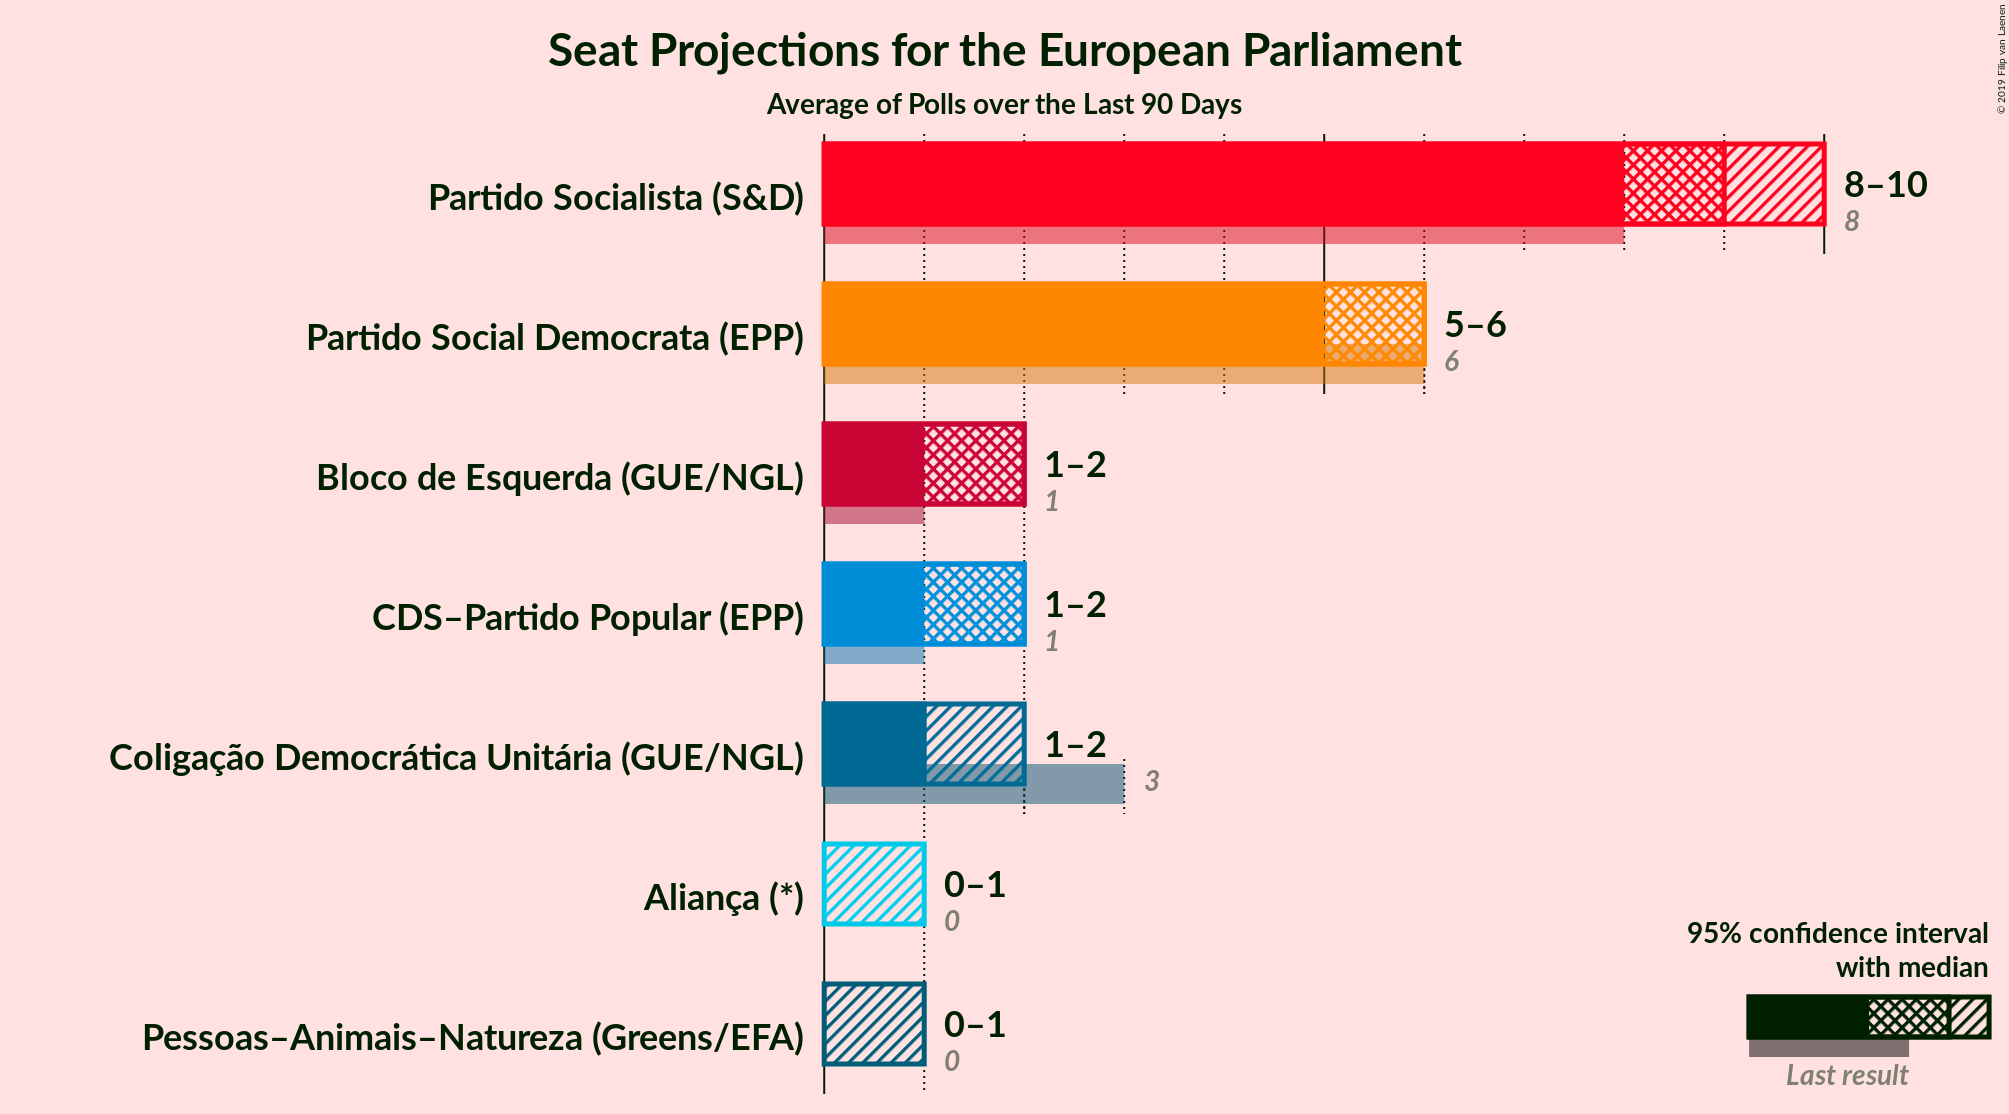 Seat Projections for the European Parliament
Average of Polls over the Last 90 Days
© 2019 Filip van Laenen
Partido Socialista (S&D)
8–10
8
Partido Social Democrata (EPP)
5–6
6
Bloco de Esquerda (GUE/NGL)
1–2
1
CDS–Partido Popular (EPP)
1–2
1
Coligação Democrática Unitária (GUE/NGL)
1–2
3
Aliança (*)
0–1
0
Pessoas–Animais–Natureza (Greens/EFA)
0–1
0
95% confidence interval
with median
Last result